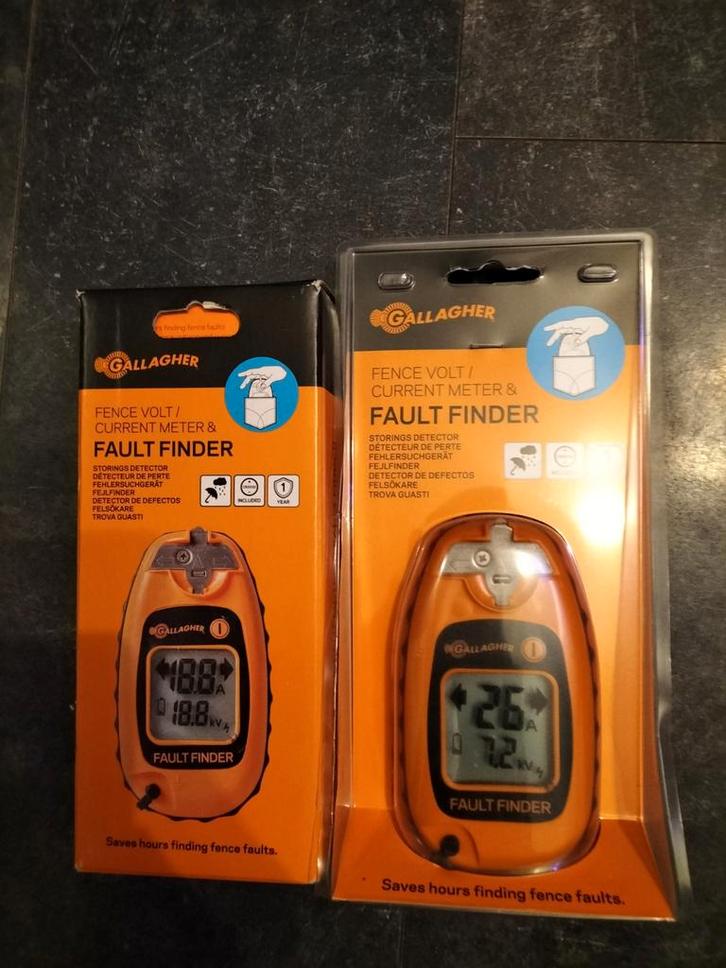 rs finding fence faults.
GALLAGHER
FENCE VOLT /
CURRENT METER &
FAULT FINDER
STORINGS DETECTOR
DÉTECTEUR DE PERTE
FEHLERSUCHGERÄT
FEJLFINDER
DETECTOR DE DEFECTOS
FELSÖKARE
TROVA GUASTI
INCLUDED
1
YEAR
GALLAGHER
18.8 A
18.8 kV
FAULT FINDER
Saves hours finding fence faults.
GALLAGHER
FENCE VOLT /
CURRENT METER &
FAULT FINDER
STORINGS DETECTOR
DÉTECTEUR DE PERTE
FEHLERSUCHGERÄT
FEJLFINDER
DETECTOR DE DEFECTOS
FELSÖKARE
TROVA GUASTI
INCLUDED
GALLAGHER
26 A
7.2 kV
FAULT FINDER
Saves hours finding fence faults.